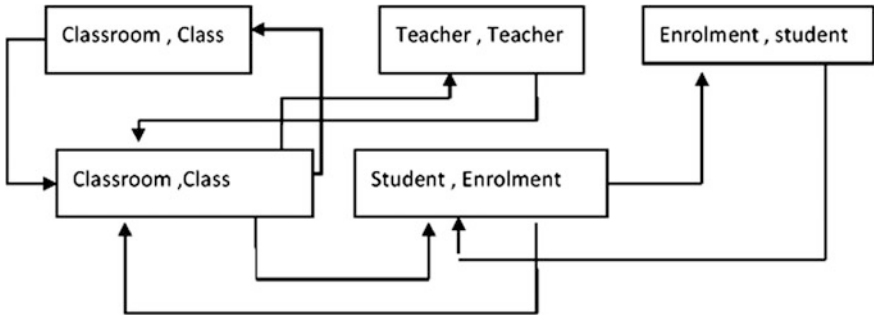 Classroom , Class
Teacher , Teacher
Enrolment , student
Classroom ,Class
Student , Enrolment